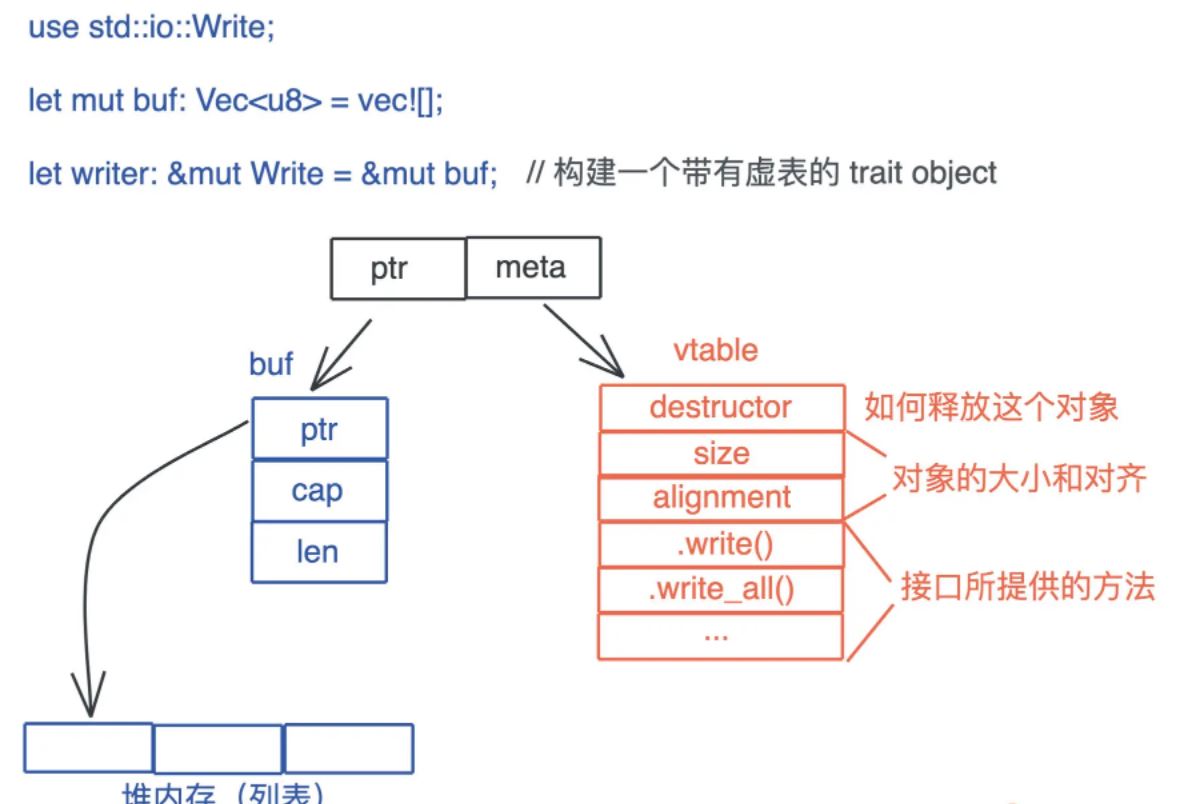 use std::io::Write;
let mut buf: Vec<u8> = vec![];
let writer: &mut Write = &mut buf; // 构建一个带有虚表的 trait object
ptr meta
buf
vtable
ptr
cap
len
destructor 如何释放这个对象
size
alignment
对象的大小和对齐
.write()
.write_all()
...
接口所提供的方法
堆内存（列表）